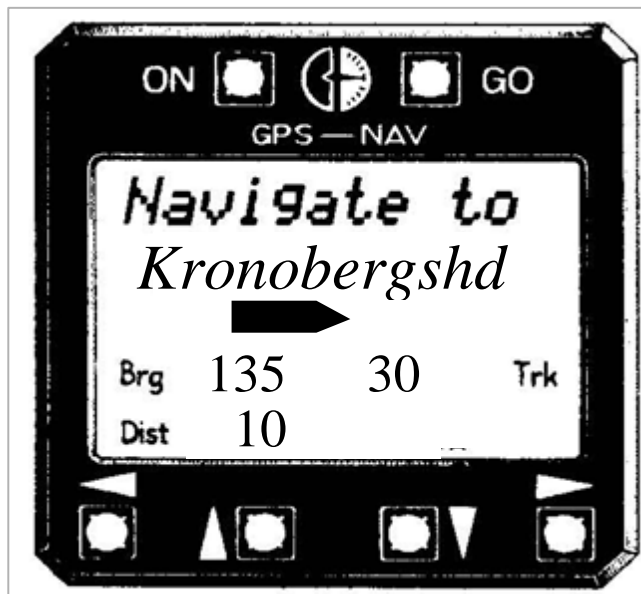 ON GO
GPS — NAV
Navigate to
Kronobergshd
Brg 135 30 Trk
Dist 10